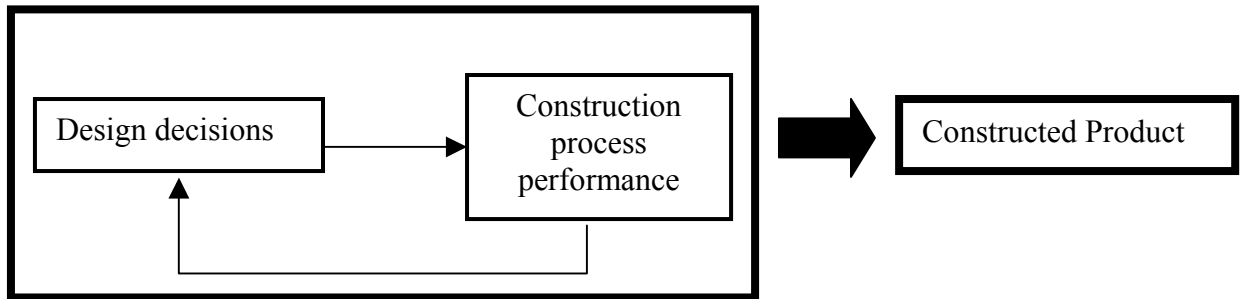 Design decisions
Construction
process
performance
Constructed Product